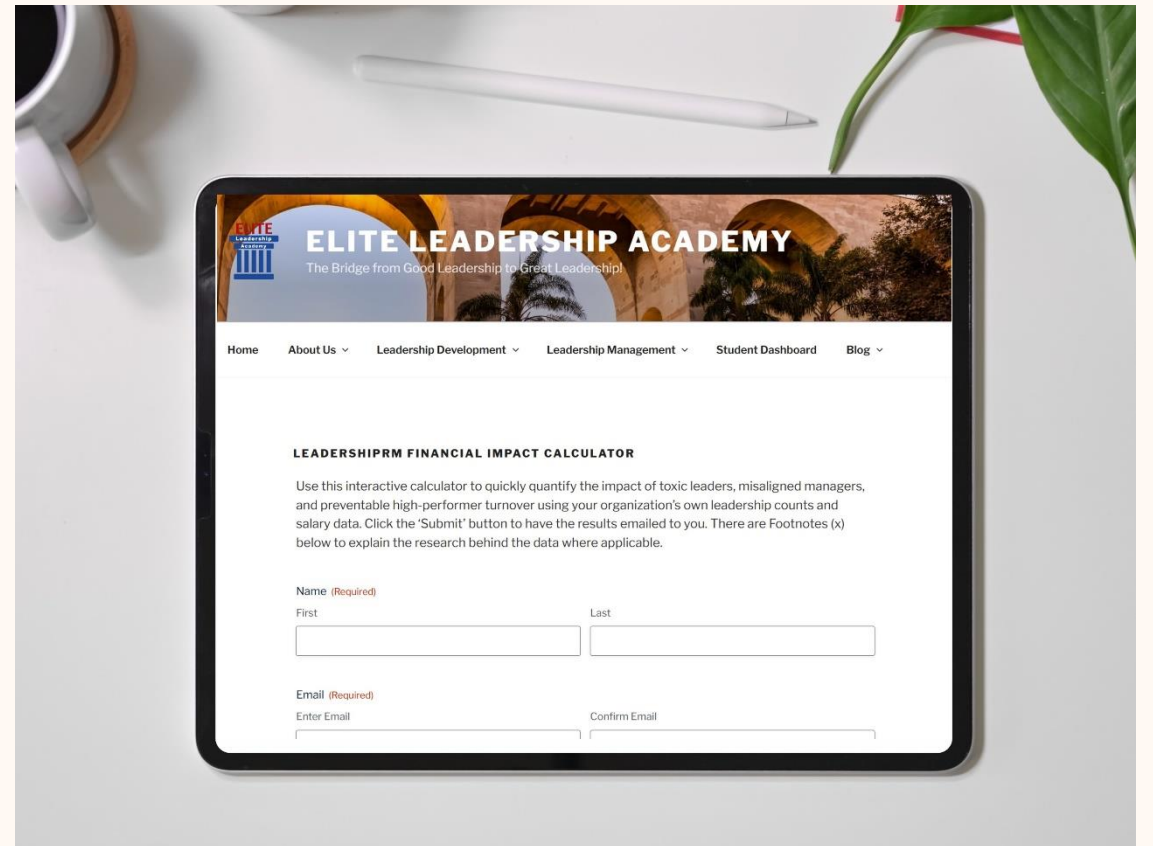 ELITE
Leadership
Academy
ELITE LEADERSHIP ACADEMY
The Bridge from Good Leadership to Great Leadership!
Home About Us Leadership Development Leadership Management Student Dashboard Blog
LEADERSHIPRM FINANCIAL IMPACT CALCULATOR
Use this interactive calculator to quickly quantify the impact of toxic leaders, misaligned managers,
and preventable high-performer turnover using your organization’s own leadership counts and
salary data. Click the ‘Submit’ button to have the results emailed to you. There are Footnotes (x)
below to explain the research behind the data where applicable.
Name (Required)
First Last
Email (Required)
Enter Email Confirm Email